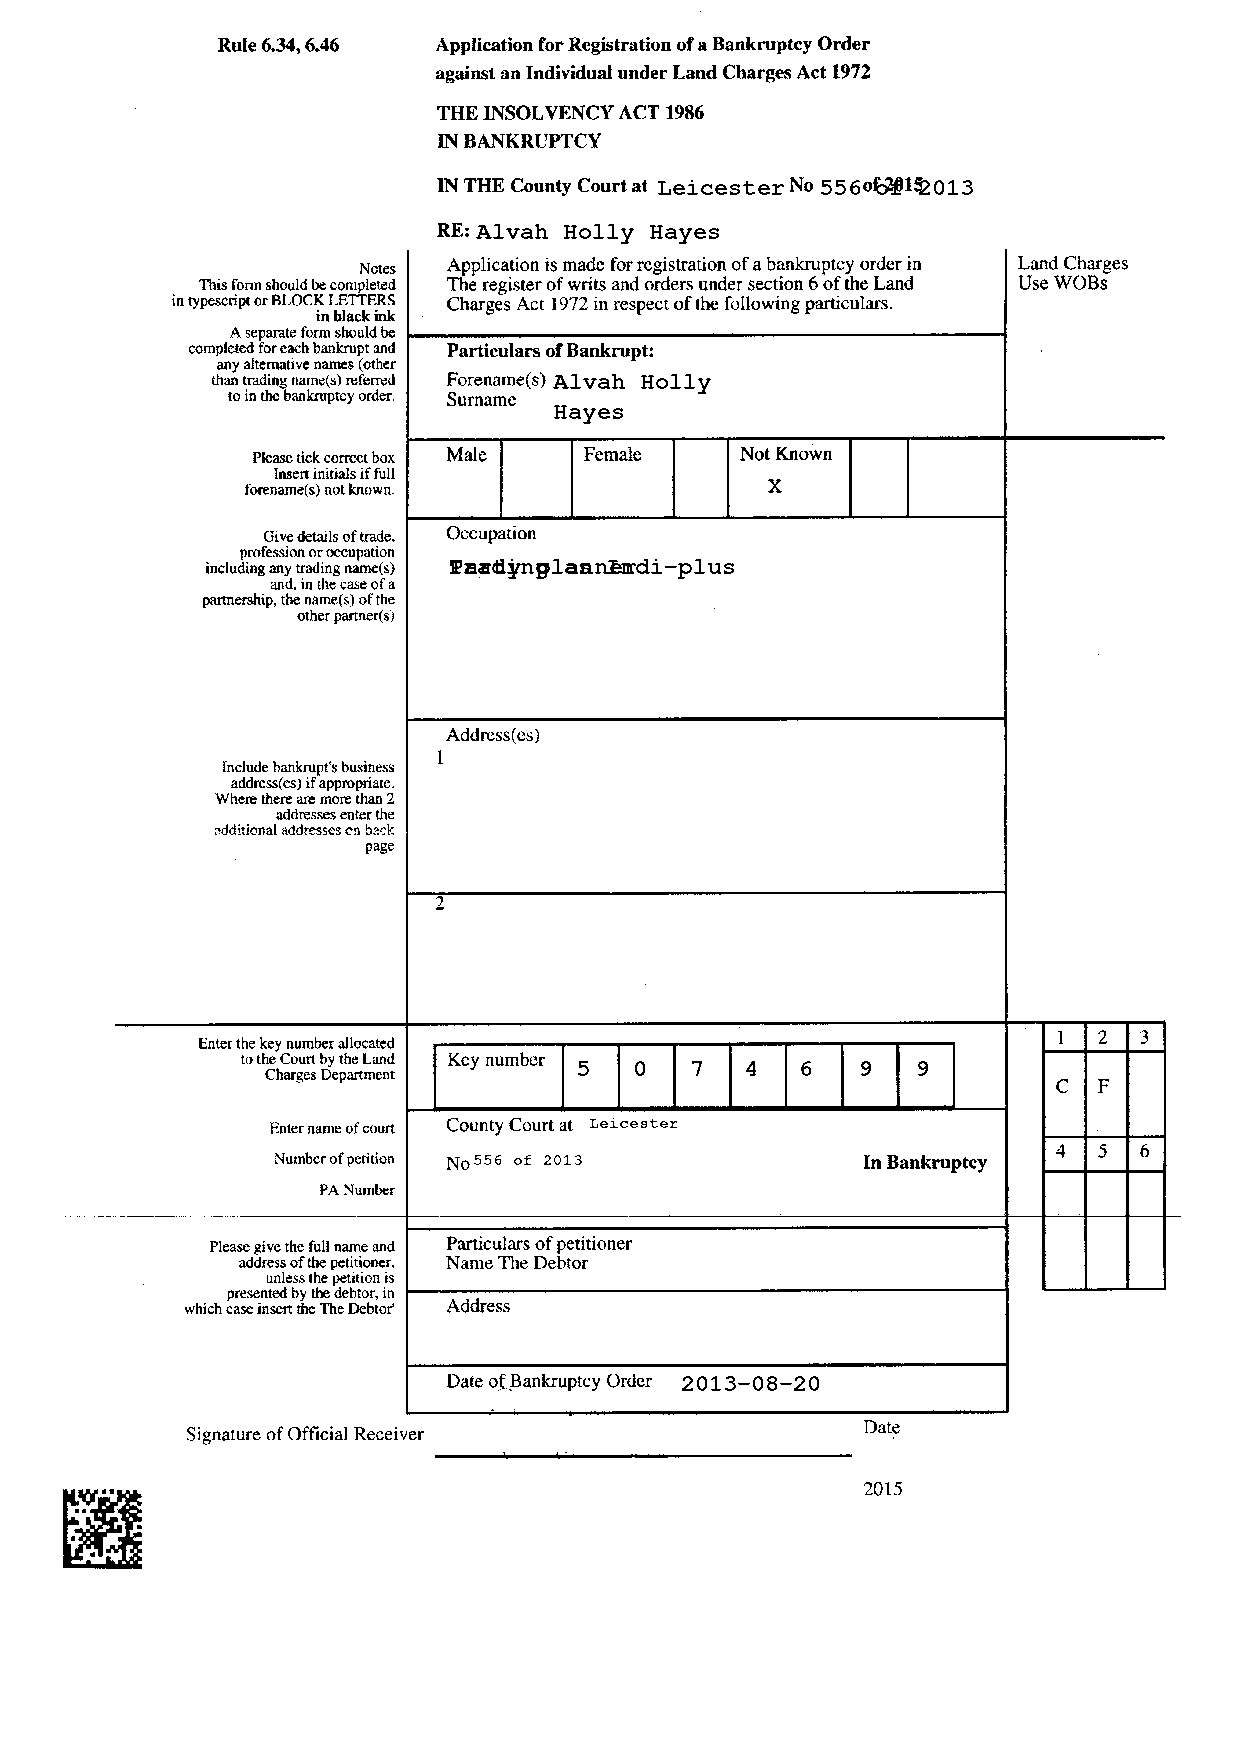 Rule 6.34, 6.46
Application for Registration of a Bankruptcy Order
against an Individual under Land Charges Act 1972
THE INSOLVENCY ACT 1986
IN BANKRUPTCY
IN THE County Court at Leicester No 556 of 2013
RE: Alvah Holly Hayes
Notes
This form should be completed
in typescript or BLOCK LETTERS
in black ink
A separate form should be
completed for each bankrupt and
any alternative names (other
than trading name(s) referred
to in the bankruptcy order.
Application is made for registration of a bankruptcy order in
The register of writs and orders under section 6 of the Land
Charges Act 1972 in respect of the following particulars.
Land Charges
Use WOBs
Particulars of Bankrupt:
Forename(s) Alvah Holly
Surname
Hayes
Please tick correct box
Insert initials if full
forename(s) not known.
Male
Female
Not Known
X
Give details of trade,
profession or occupation
including any trading name(s)
and, in the case of a
partnership, the name(s) of the
other partner(s)
Occupation
Address(es)
1
Include bankrupt's business
address(es) if appropriate.
Where there are more than 2
addresses enter the
additional addresses on back
page
2
Enter the key number allocated
to the Court by the Land
Charges Department
Key number 5 0 7 4 6 9 9
1 2 3
C F
Enter name of court
County Court at Leicester
Number of petition
No 556 of 2013
In Bankruptcy
4 5 6
PA Number
Please give the full name and
address of the petitioner,
unless the petition is
presented by the debtor, in
which case insert the The Debtor'
Particulars of petitioner
Name The Debtor
Address
Date of Bankruptcy Order 2013-08-20
Signature of Official Receiver
Date
2015